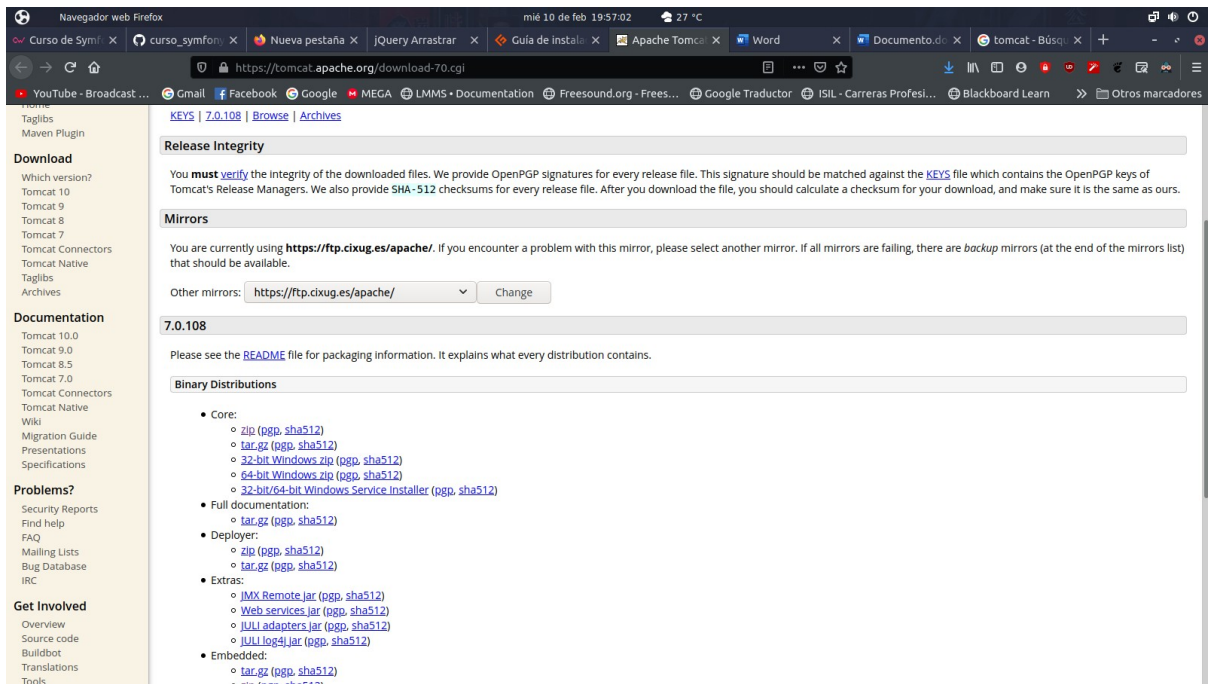 Navegador web Firefox
mié 10 de feb 19:57:02
27 °C
Curso de Symf
curso_symfony
Nueva pestaña
jQuery Arrastrar
Guía de instala
Apache Tomcat
Word
Documento.do
tomcat - Búsqu
https://tomcat.apache.org/download-70.cgi
YouTube - Broadcast ...
Gmail
Facebook
Google
MEGA
LMMS • Documentation
Freesound.org - Frees...
Google Traductor
ISIL - Carreras Profesi...
Blackboard Learn
Otros marcadores
Home
Taglibs
Maven Plugin
Download
Which version?
Tomcat 10
Tomcat 9
Tomcat 8
Tomcat 7
Tomcat Connectors
Tomcat Native
Taglibs
Archives
Documentation
Tomcat 10.0
Tomcat 9.0
Tomcat 8.5
Tomcat 7.0
Tomcat Connectors
Tomcat Native
Wiki
Migration Guide
Presentations
Specifications
Problems?
Security Reports
Find help
FAQ
Mailing Lists
Bug Database
IRC
Get Involved
Overview
Source code
Buildbot
Translations
Tools
KEYS | 7.0.108 | Browse | Archives
Release Integrity
You must verify the integrity of the downloaded files. We provide OpenPGP signatures for every release file. This signature should be matched against the KEYS file which contains the OpenPGP keys of
Tomcat's Release Managers. We also provide SHA-512 checksums for every release file. After you download the file, you should calculate a checksum for your download, and make sure it is the same as ours.
Mirrors
You are currently using https://ftp.cixug.es/apache/. If you encounter a problem with this mirror, please select another mirror. If all mirrors are failing, there are backup mirrors (at the end of the mirrors list)
that should be available.
Other mirrors: https://ftp.cixug.es/apache/ Change
7.0.108
Please see the README file for packaging information. It explains what every distribution contains.
Binary Distributions
• Core:
zip (pgp, sha512)
tar.gz (pgp, sha512)
32-bit Windows zip (pgp, sha512)
64-bit Windows zip (pgp, sha512)
32-bit/64-bit Windows Service Installer (pgp, sha512)
• Full documentation:
tar.gz (pgp, sha512)
• Deployer:
zip (pgp, sha512)
tar.gz (pgp, sha512)
• Extras:
JMX Remote jar (pgp, sha512)
Web services jar (pgp, sha512)
JULI adapters jar (pgp, sha512)
JULI log4j jar (pgp, sha512)
• Embedded:
tar.gz (pgp, sha512)
zip (pgp, sha512)